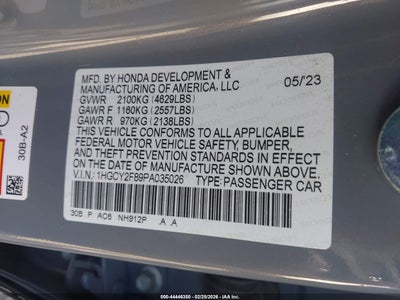 MFD. BY HONDA DEVELOPMENT &
MANUFACTURING OF AMERICA, LLC
05/23
GVWR 2100KG(4629LBS)
GAWR F 1160KG(2557LBS)
GAWR R 970KG(2138LBS)
THIS VEHICLE CONFORMS TO ALL APPLICABLE
FEDERAL MOTOR VEHICLE SAFETY, BUMPER,
AND THEFT PREVENTION STANDARDS IN EFFECT
ON THE DATE OF MANUFACTURE SHOWN ABOVE.
V.I.N.: 1HGCY2F89PA035026 TYPE: PASSENGER CAR
30B P AC6 NH912P A A
30B-A2
© 44446350 - 02/25/2026 - IAA, LLC